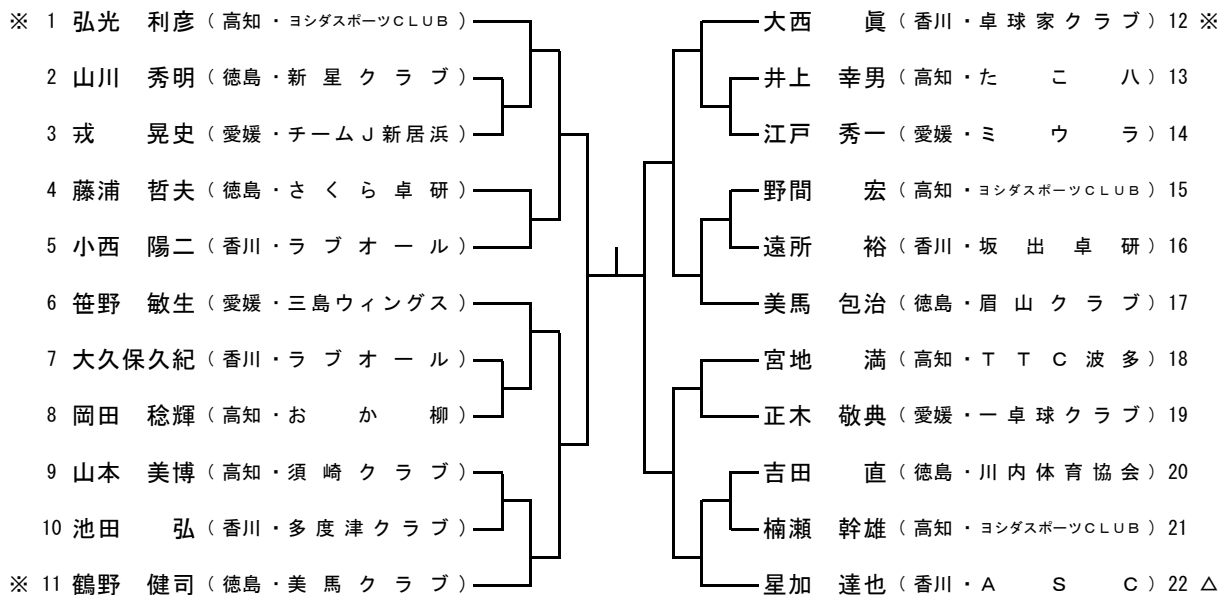 ※ 1 弘光 利彦 ( 高知 ・ ヨシダスポーツCLUB )
2 山川 秀明 ( 徳島 ・ 新星クラブ )
3 戎 晃史 ( 愛媛 ・ チームJ新居浜 )
4 藤浦 哲夫 ( 徳島 ・ さくら卓研 )
5 小西 陽二 ( 香川 ・ ラブオール )
6 笹野 敏生 ( 愛媛 ・ 三島ウィングス )
7 大久保久紀 ( 香川 ・ ラブオール )
8 岡田 稔輝 ( 高知 ・ おか柳 )
9 山本 美博 ( 高知 ・ 須崎クラブ )
10 池田 弘 ( 香川 ・ 多度津クラブ )
※ 11 鶴野 健司 ( 徳島 ・ 美馬クラブ )
大西 眞 ( 香川 ・ 卓球家クラブ ) 12 ※
井上 幸男 ( 高知 ・ たこ八 ) 13
江戸 秀一 ( 愛媛 ・ ミウラ ) 14
野間 宏 ( 高知 ・ ヨシダスポーツCLUB ) 15
遠所 裕 ( 香川 ・ 坂出卓研 ) 16
美馬 包治 ( 徳島 ・ 眉山クラブ ) 17
宮地 満 ( 高知 ・ TTC波多 ) 18
正木 敬典 ( 愛媛 ・ 一卓球クラブ ) 19
吉田 直 ( 徳島 ・ 川内体育協会 ) 20
楠瀬 幹雄 ( 高知 ・ ヨシダスポーツCLUB ) 21
星加 達也 ( 香川 ・ ASC ) 22 △